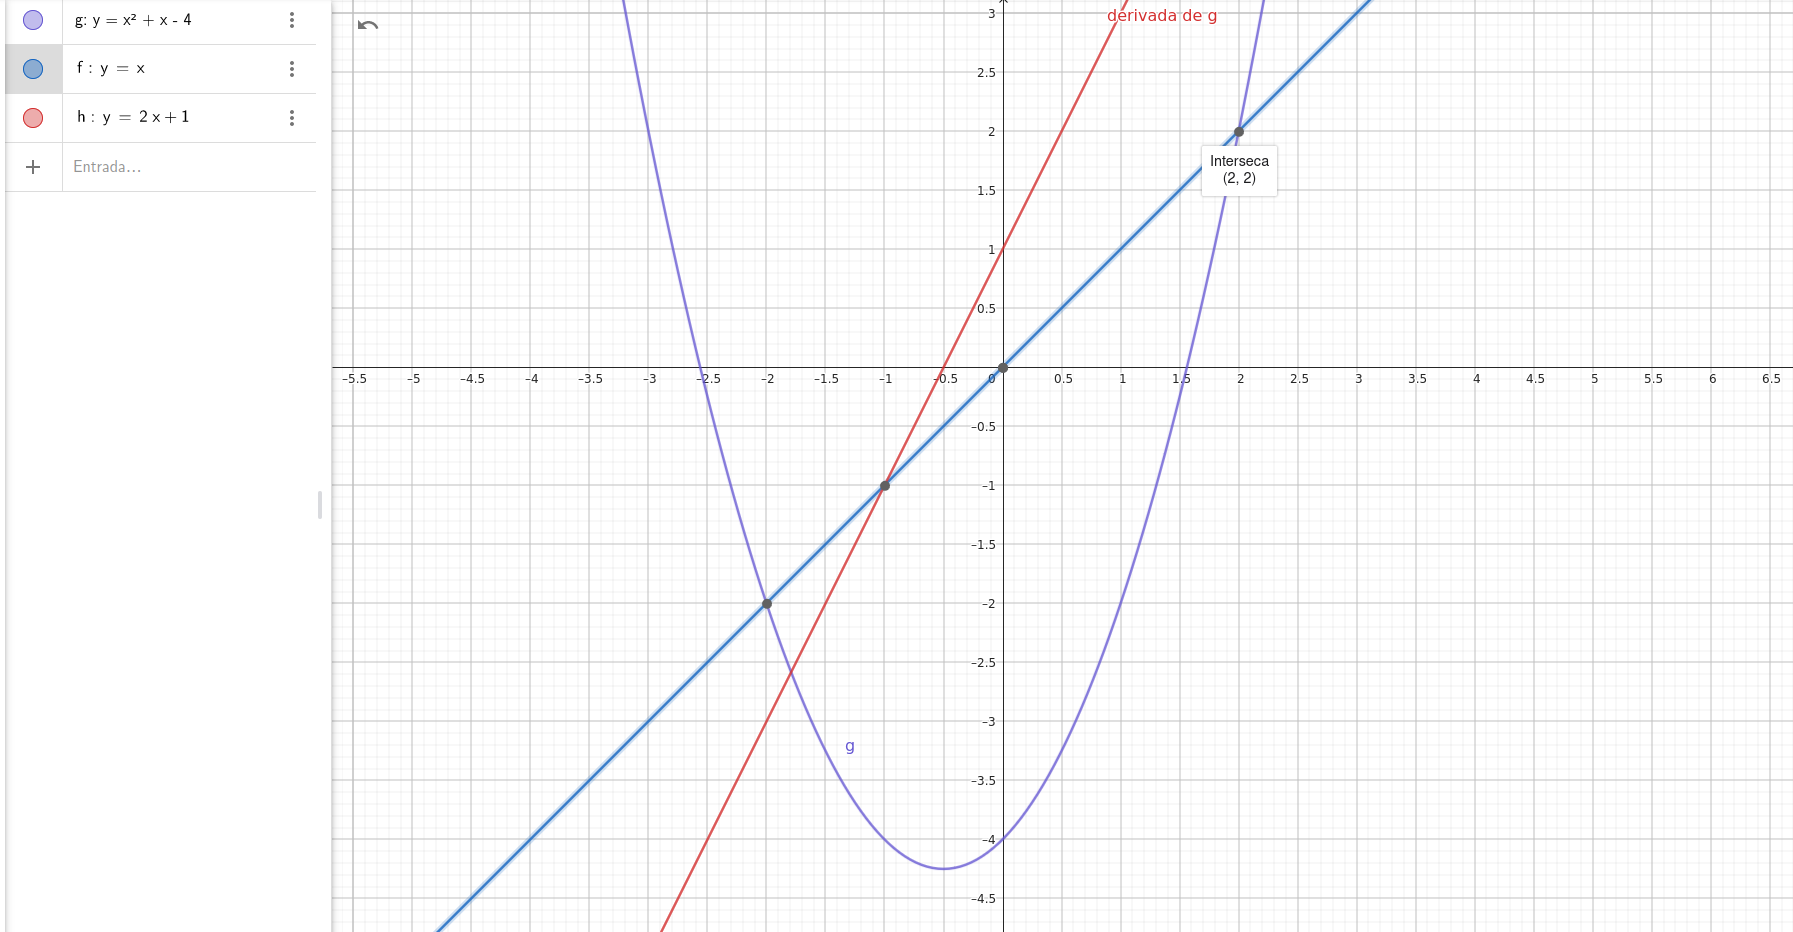 g: y = x² + x - 4
f : y = x
h : y = 2 x + 1
+ Entrada…
derivada de g
3
2.5
2
Interseca
(2, 2)
1.5
1
0.5
–5.5 –5 –4.5 –4 –3.5 –3 –2.5 –2 –1.5 –1 –0.5 0 0.5 1 1.5 2 2.5 3 3.5 4 4.5 5 5.5 6 6.5
–0.5
–1
–1.5
–2
–2.5
–3
g
–3.5
–4
–4.5